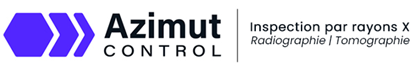 Azimut
CONTROL
Inspection par rayons X
Radiographie | Tomographie